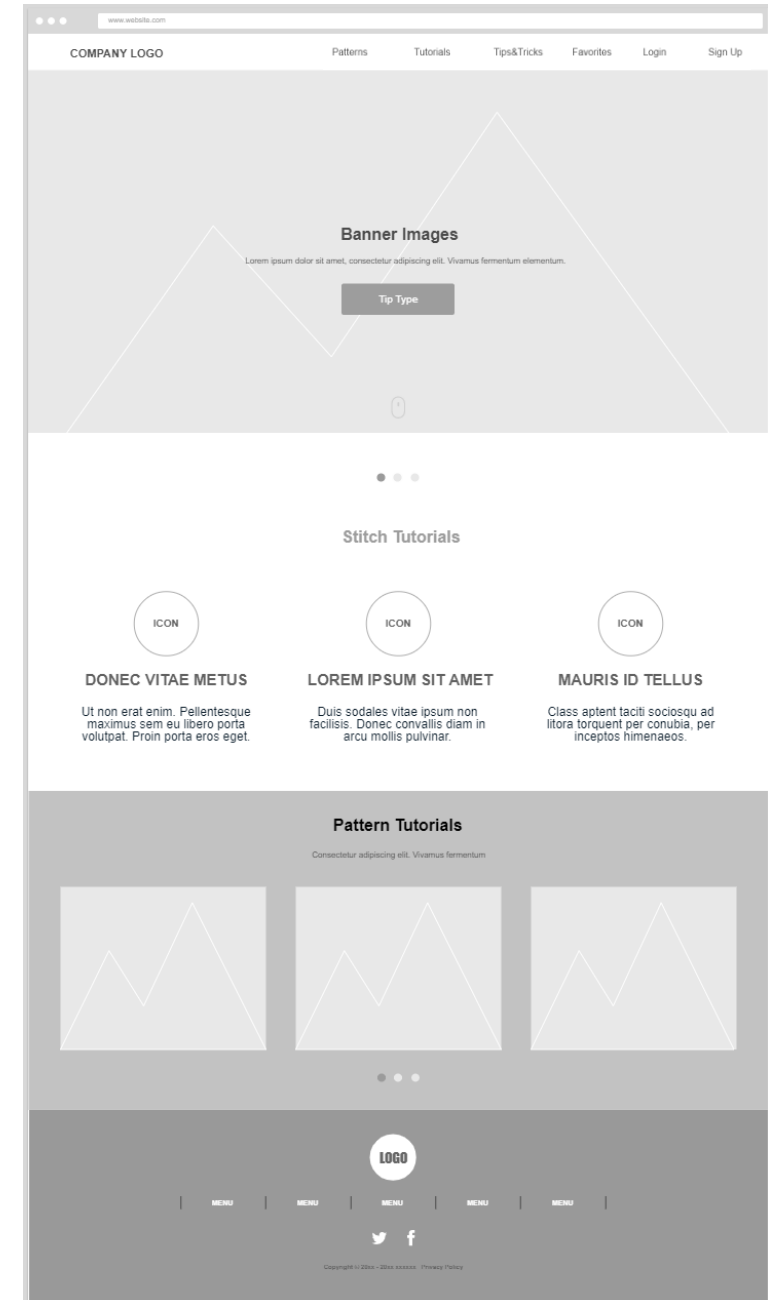 www.website.com
COMPANY LOGO Patterns Tutorials Tips&Tricks Favorites Login Sign Up
Banner Images
Lorem ipsum dolor sit amet, consectetur adipiscing elit. Vivamus fermentum elementum.
Tip Type
Stitch Tutorials
ICON ICON ICON
DONEC VITAE METUS LOREM IPSUM SIT AMET MAURIS ID TELLUS
Ut non erat enim. Pellentesque Duis sodales vitae ipsum non Class aptent taciti sociosqu ad
maximus sem eu libero porta facilisis. Donec convallis diam in litora torquent per conubia, per
volutpat. Proin porta eros eget. arcu mollis pulvinar. inceptos himenaeos.
Pattern Tutorials
Consectetur adipiscing elit. Vivamus fermentum
LOGO
MENU MENU MENU MENU MENU
Copyright Privacy Policy